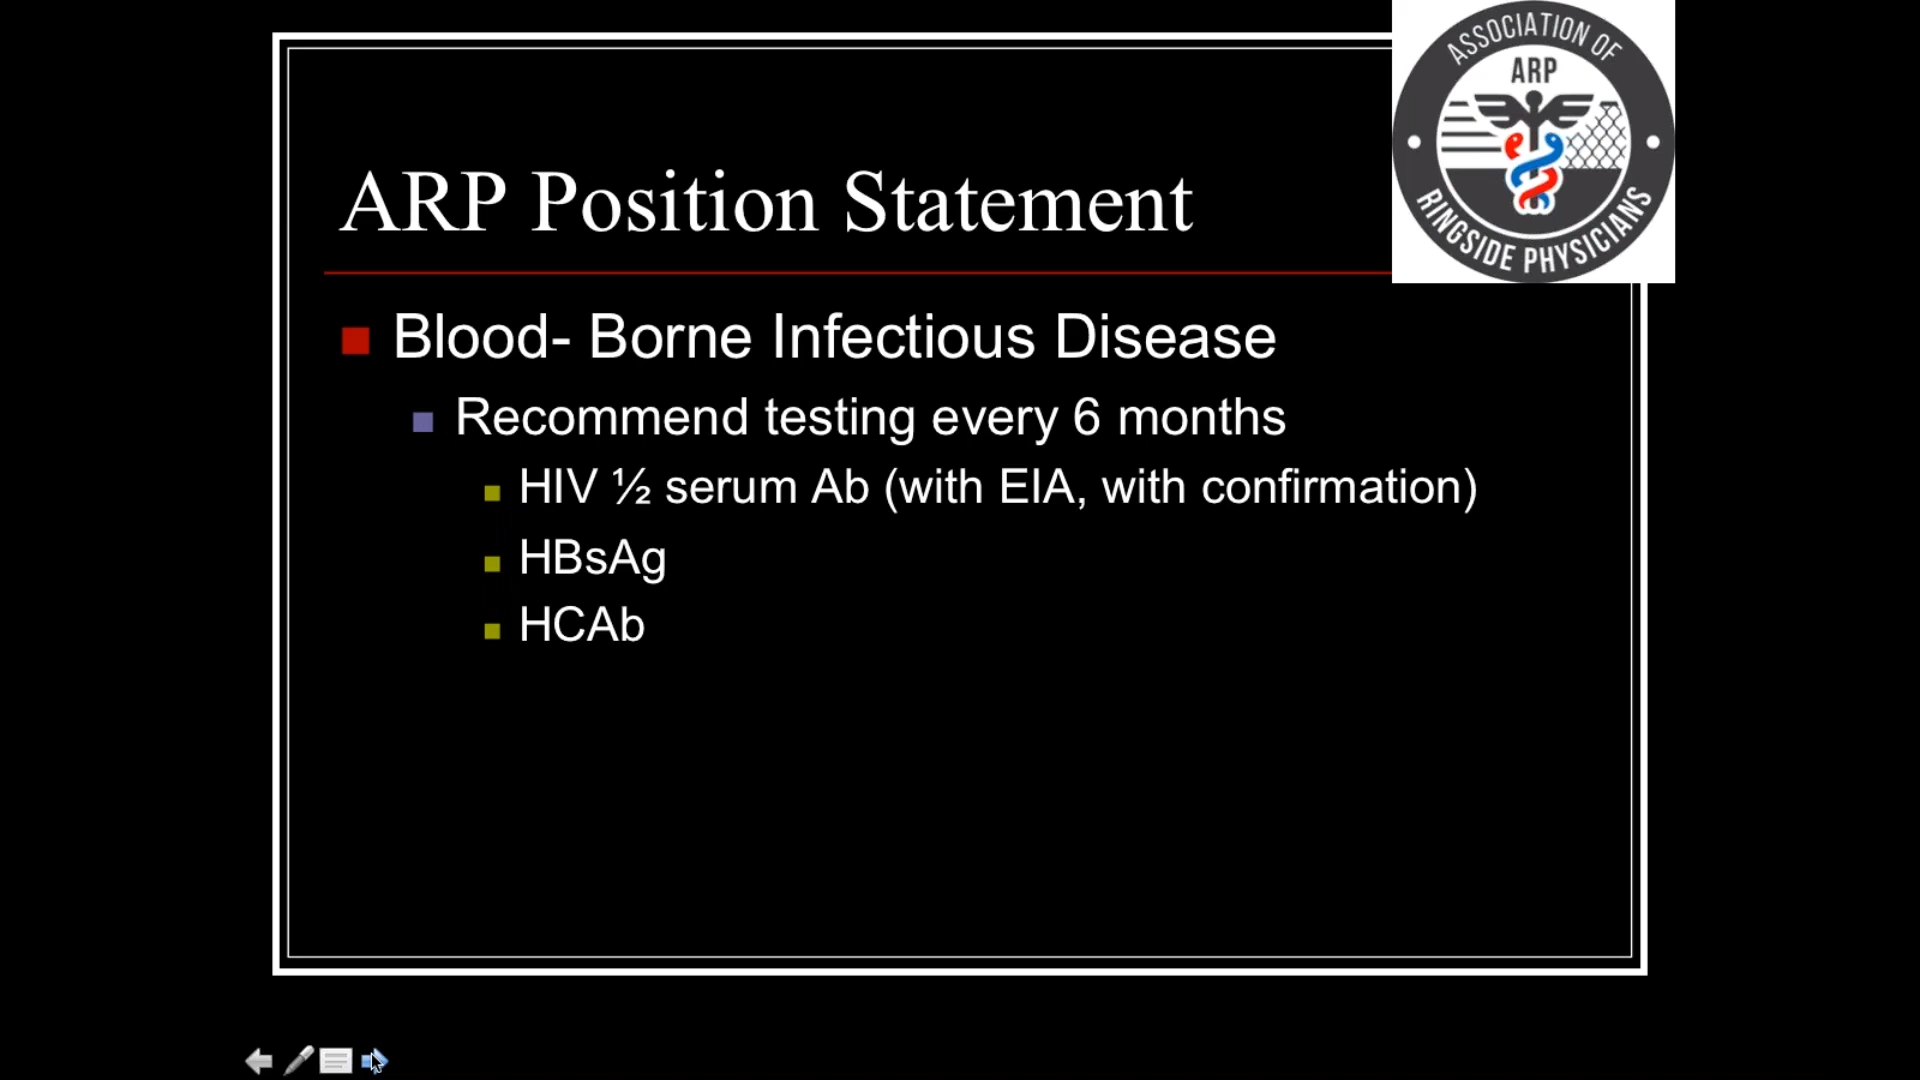 ASSOCIATION OF
ARP
RINGSIDE PHYSICIANS
ARP Position Statement
Blood- Borne Infectious Disease
Recommend testing every 6 months
HIV ½ serum Ab (with EIA, with confirmation)
HBsAg
HCAb